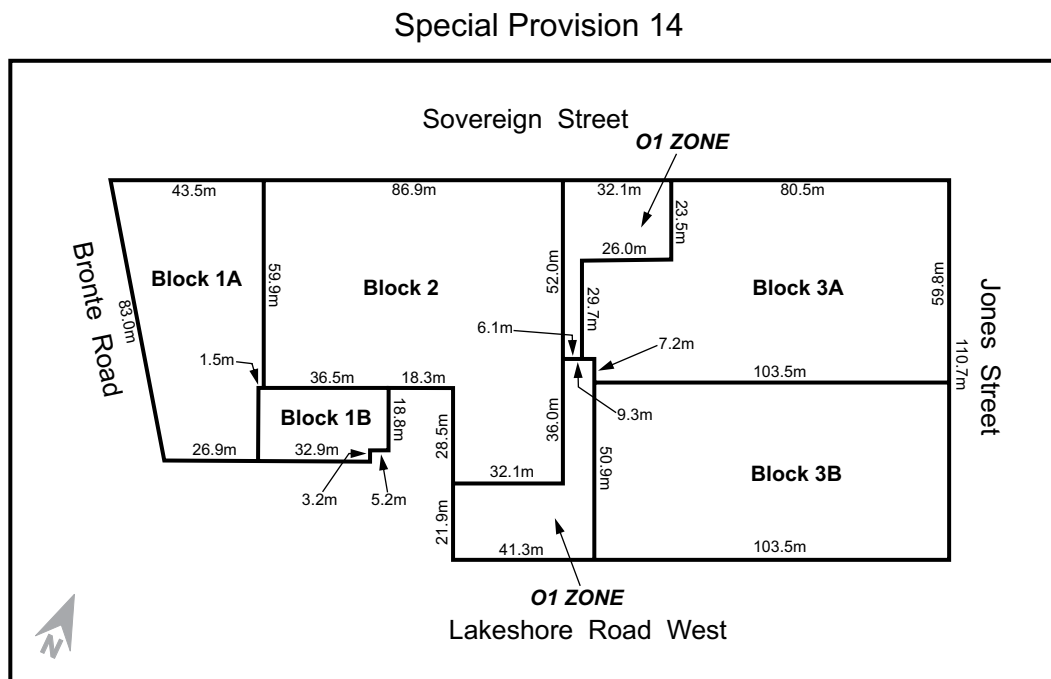 Special Provision 14
Sovereign Street
O1 ZONE
43.5m
86.9m
32.1m
80.5m
23.5m
26.0m
Bronte Road
83.0m
Block 1A
59.9m
Block 2
52.0m
29.7m
Block 3A
59.8m
Jones Street
110.7m
6.1m
7.2m
1.5m
36.5m
18.3m
103.5m
9.3m
Block 1B
18.8m
28.5m
36.0m
26.9m
32.9m
3.2m
5.2m
32.1m
50.9m
Block 3B
21.9m
41.3m
103.5m
O1 ZONE
Lakeshore Road West
N